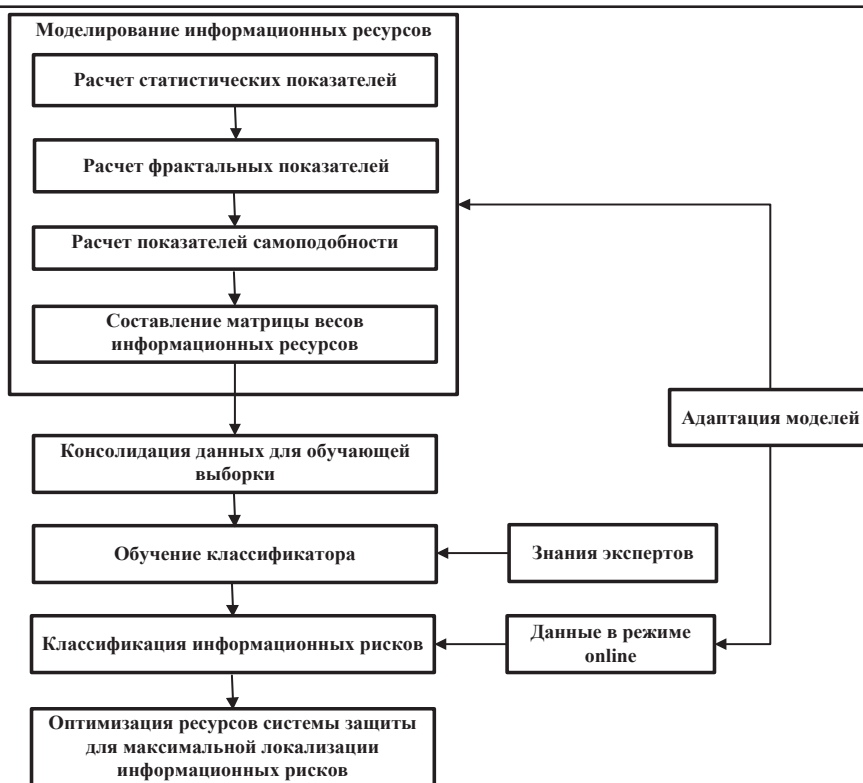 Моделирование информационных ресурсов
Расчет статистических показателей
Расчет фрактальных показателей
Расчет показателей самоподобности
Составление матрицы весов
информационных ресурсов
Адаптация моделей
Консолидация данных для обучающей
выборки
Обучение классификатора
Знания экспертов
Классификация информационных рисков
Данные в режиме
online
Оптимизация ресурсов системы защиты
для максимальной локализации
информационных рисков